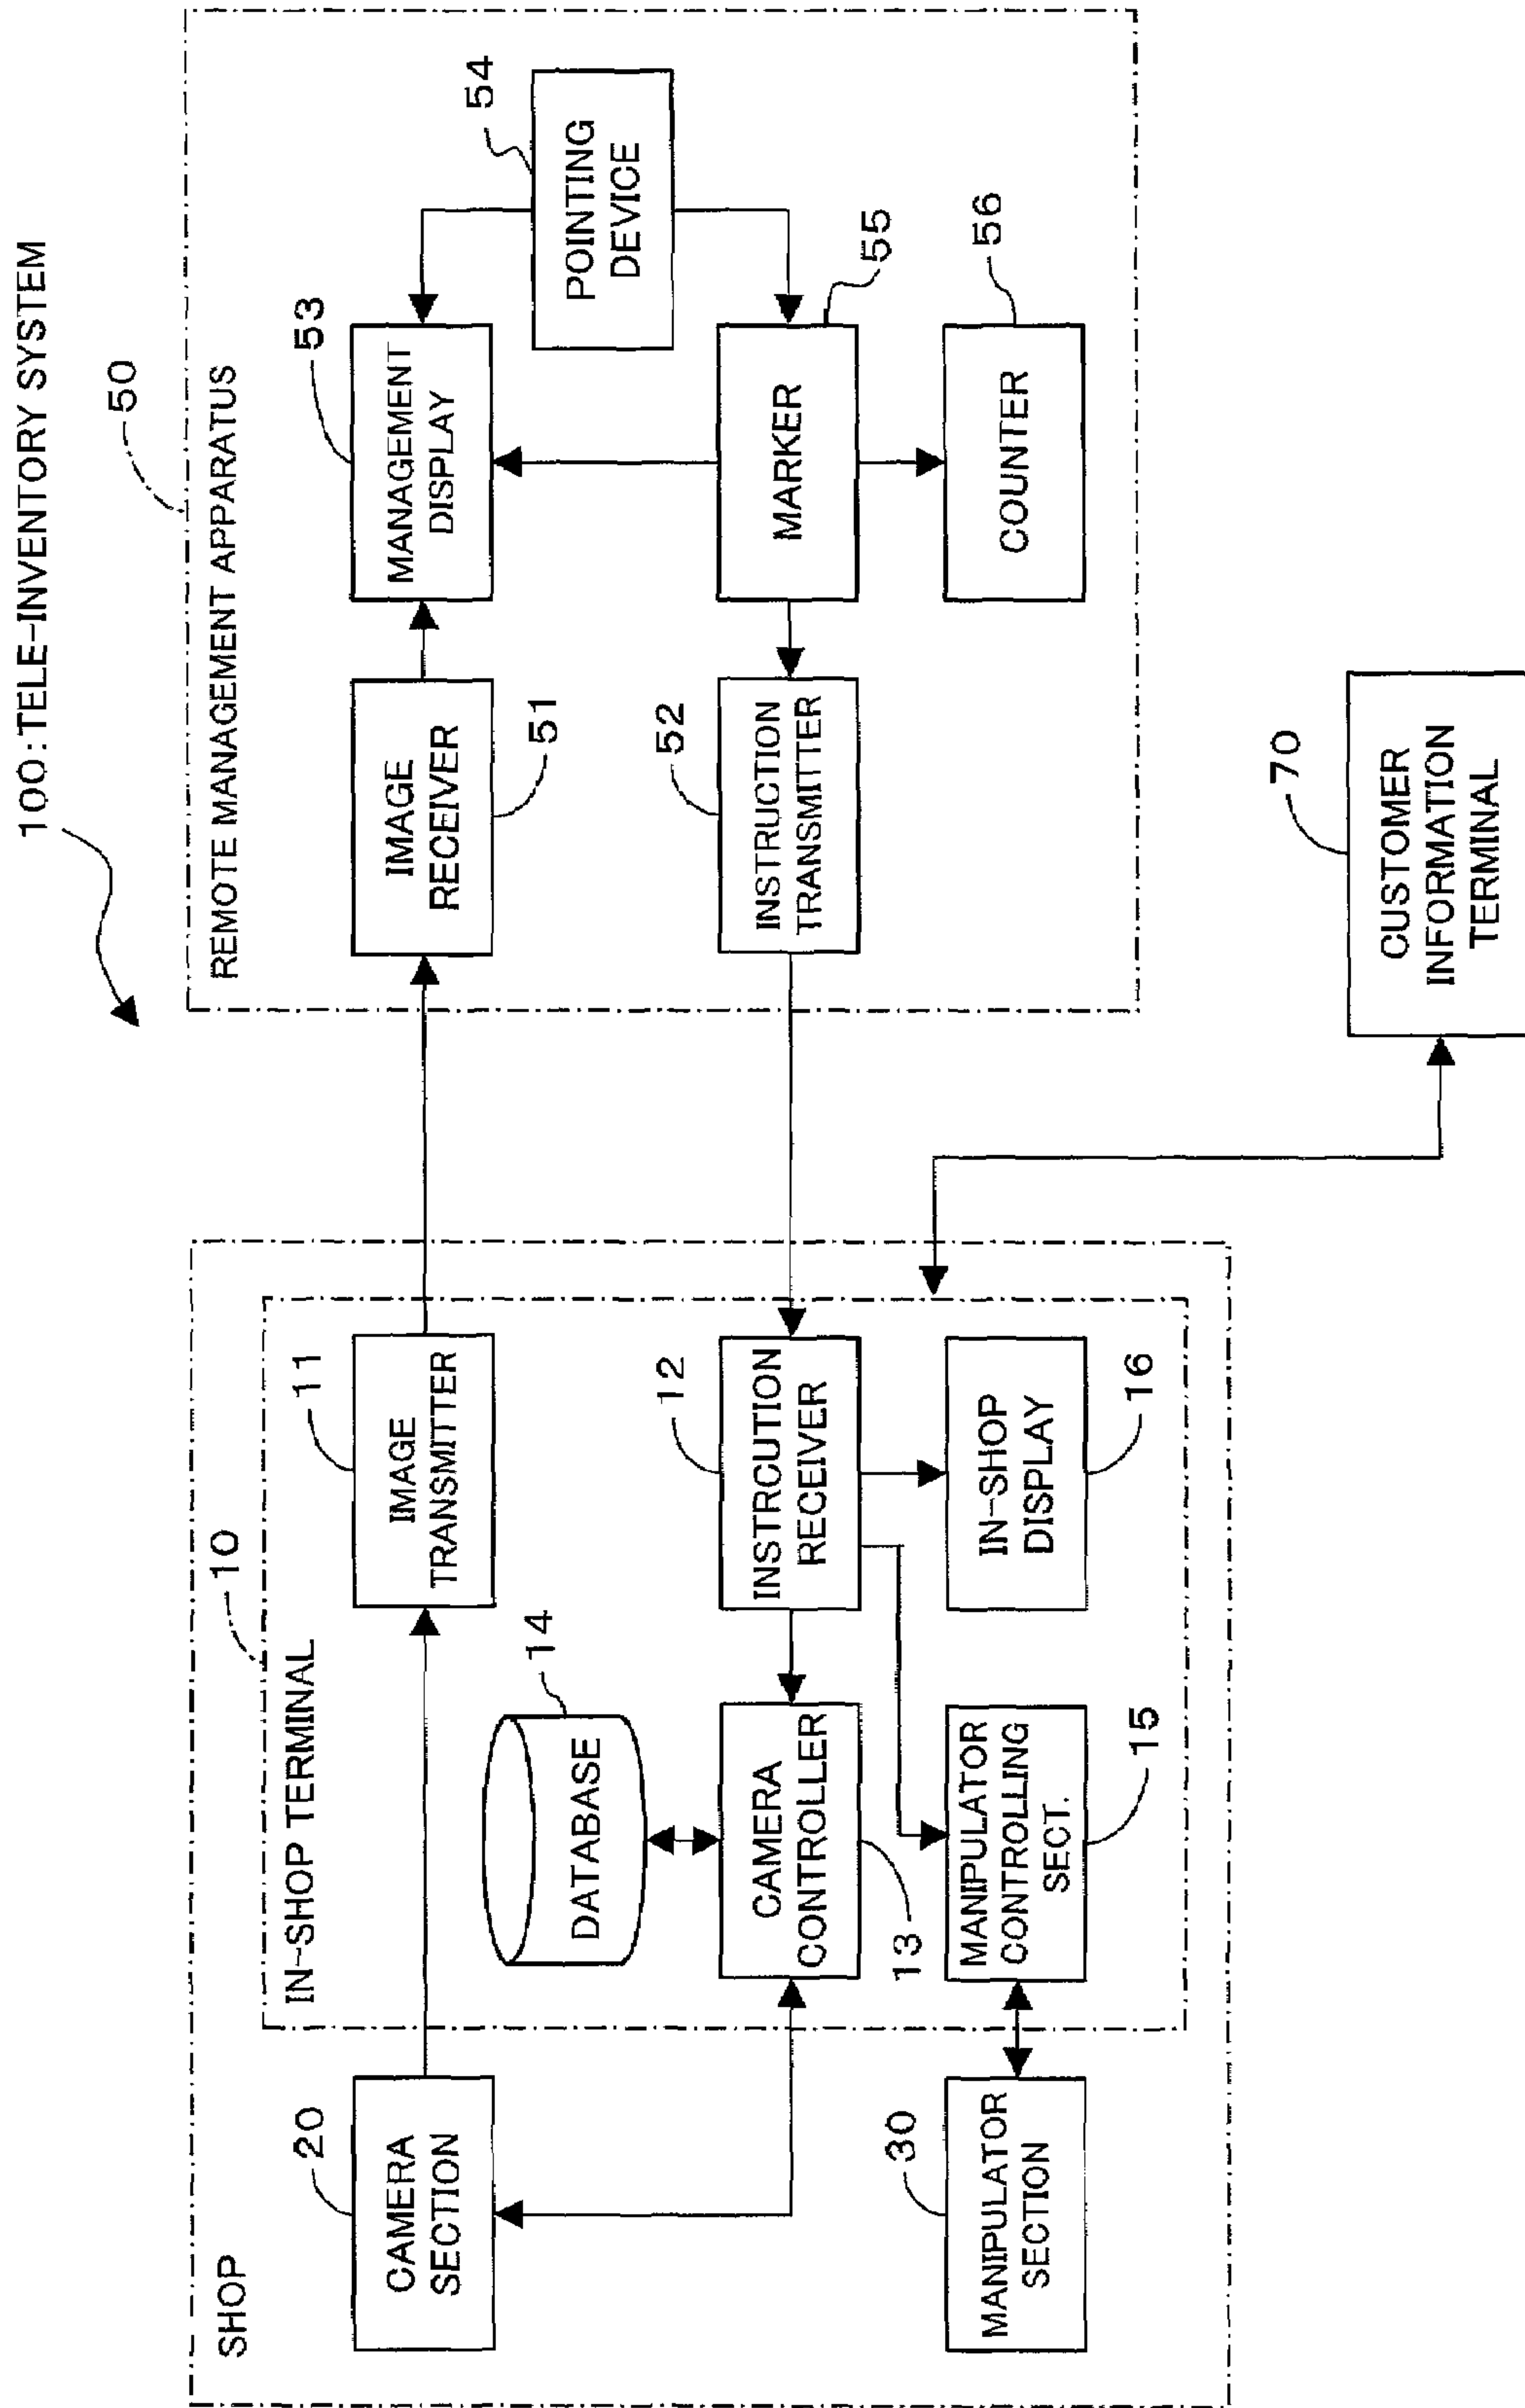 100:TELE-INVENTORY SYSTEM
SHOP
10
IN-SHOP TERMINAL
50
REMOTE MANAGEMENT APPARATUS
20
CAMERA
SECTION
11
IMAGE
TRANSMITTER
IMAGE
RECEIVER
51
53
MANAGEMENT
DISPLAY
54
POINTING
DEVICE
14
DATABASE
CAMERA
CONTROLLER
13
12
INSTRCUTION
RECEIVER
52
INSTRUCTION
TRANSMITTER
MARKER
55
30
MANIPULATOR
SECTION
MANIPULATOR
CONTROLLING
SECT.
15
IN-SHOP
DISPLAY
16
COUNTER
56
70
CUSTOMER
INFORMATION
TERMINAL